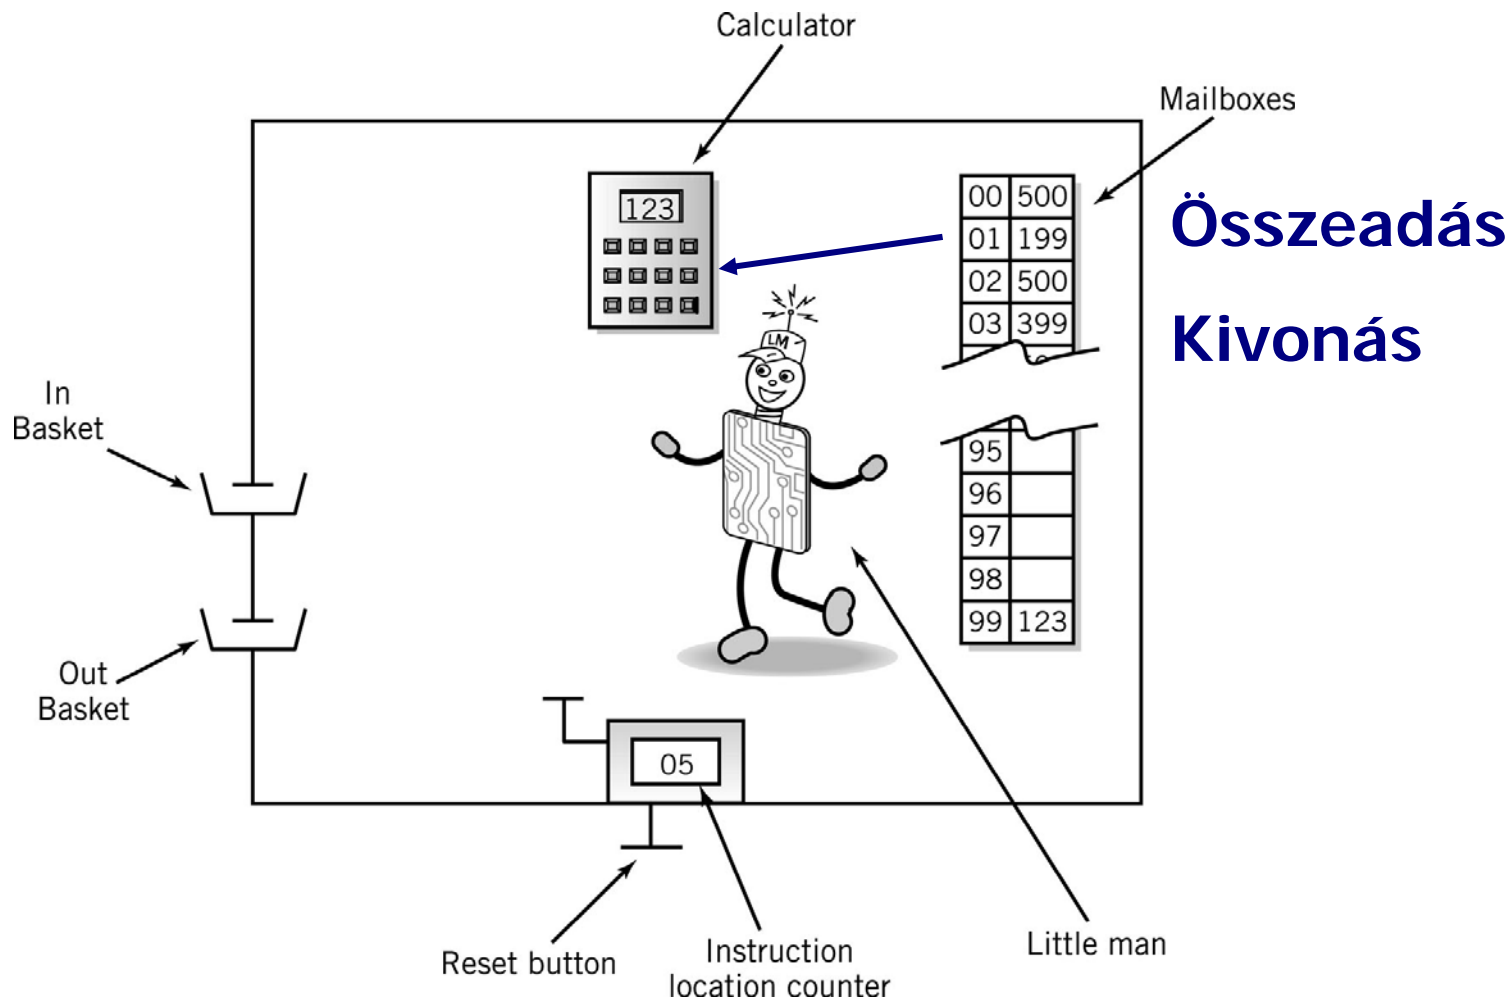 Calculator
Mailboxes
123
00 500
01 199
02 500
03 399
Összeadás
Kivonás
LM
In
Basket
95
96
97
98
99 123
Out
Basket
05
Reset button
Instruction
location counter
Little man